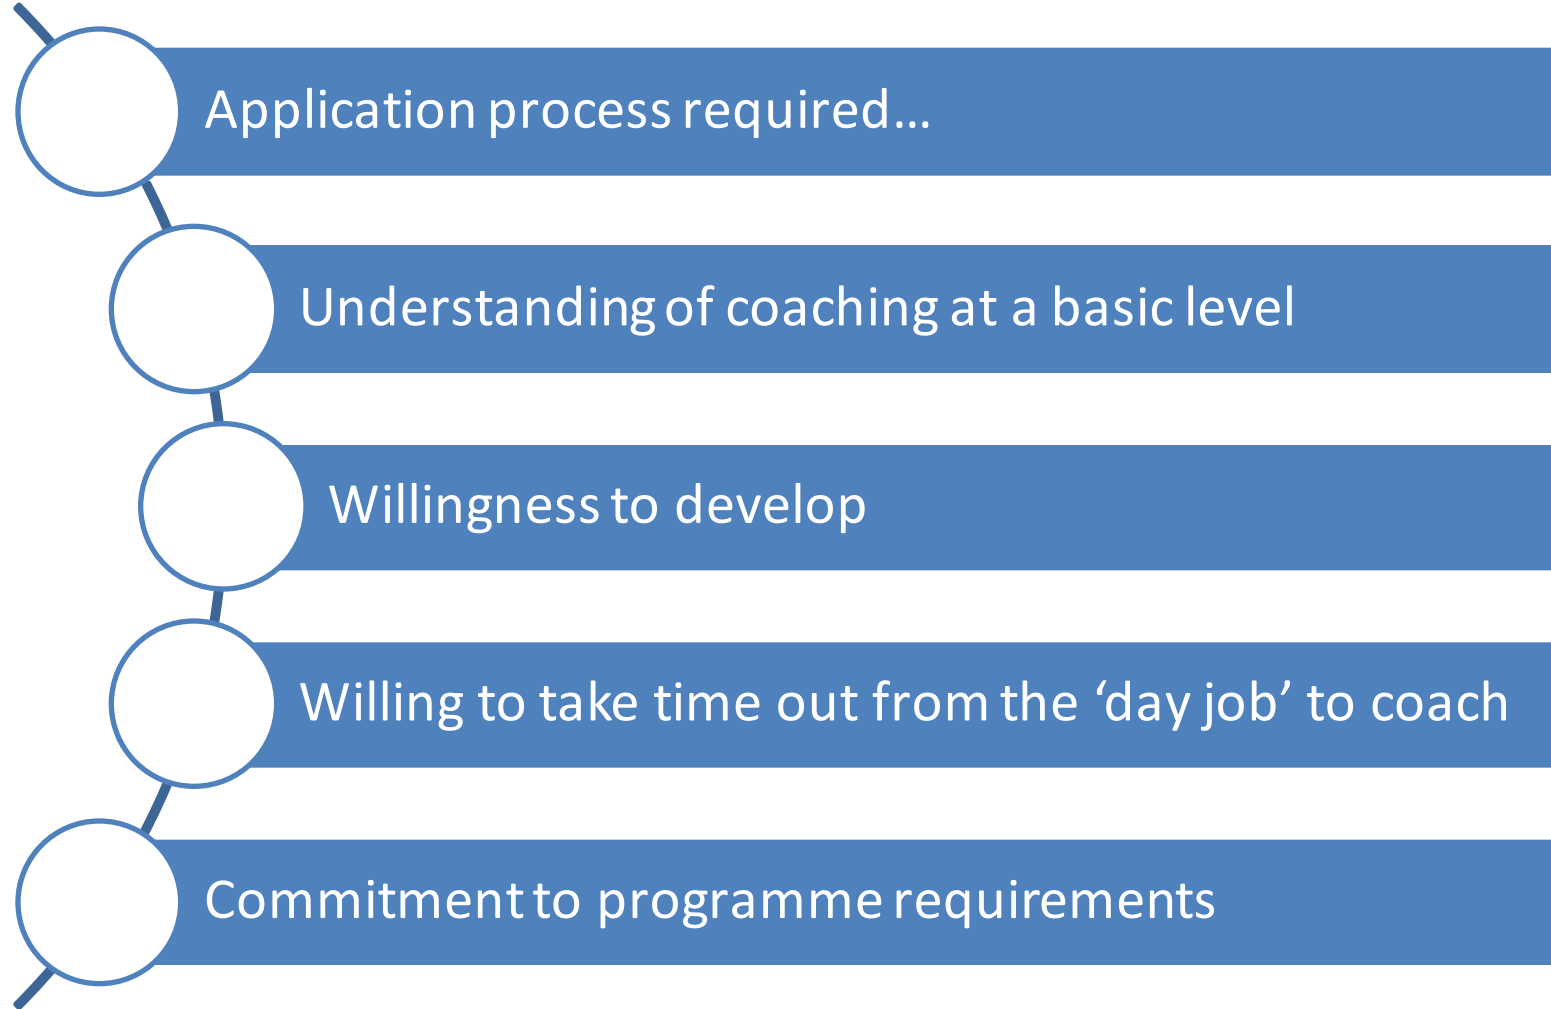 Application process required…
Understanding of coaching at a basic level
Willingness to develop
Willing to take time out from the ‘day job’ to coach
Commitment to programme requirements